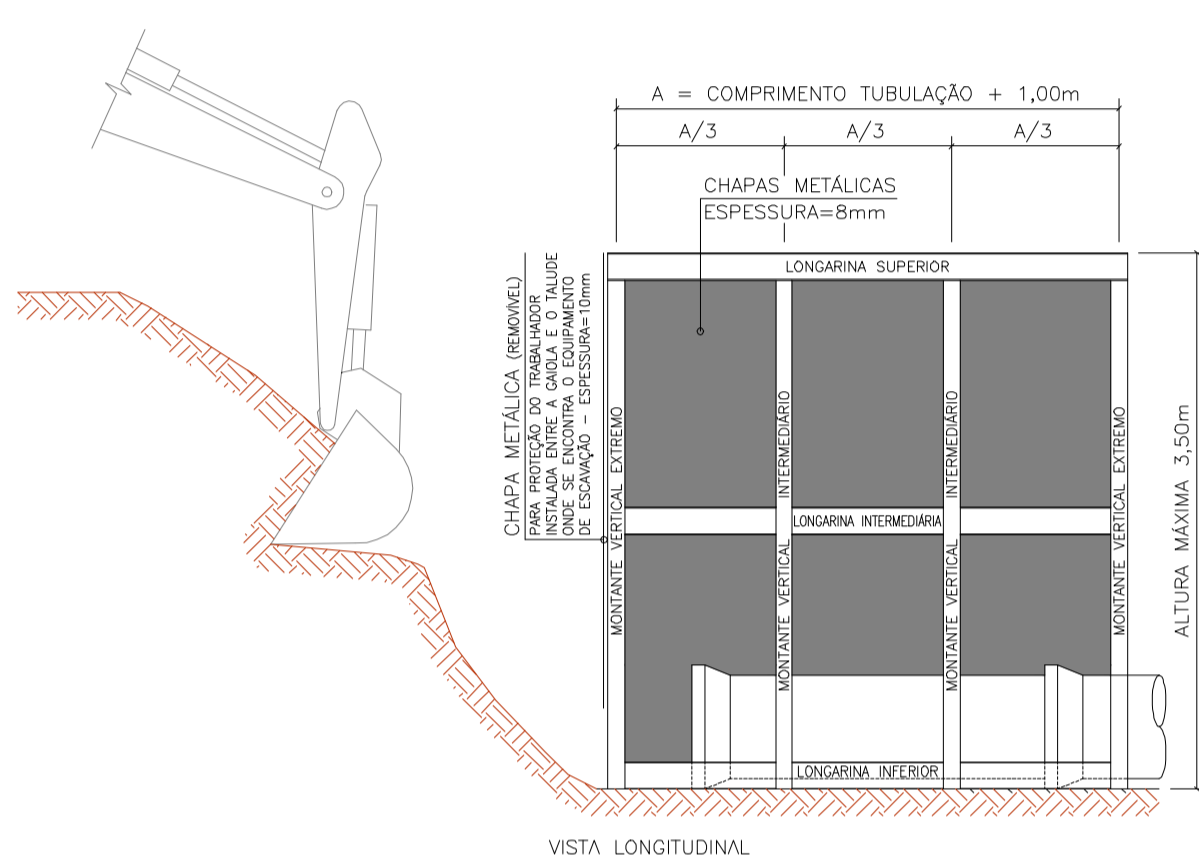 A = COMPRIMENTO TUBULAÇÃO + 1,00m
A/3
A/3
A/3
CHAPAS METÁLICAS
ESPESSURA=8mm
LONGARINA SUPERIOR
CHAPA METÁLICA (REMOVÍVEL)
PARA PROTEÇÃO DO TRABALHADOR
INSTALADA ENTRE A GAIOLA E O TALUDE
ONDE SE ENCONTRA O EQUIPAMENTO
DE ESCAVAÇÃO - ESPESSURA=10mm
MONTANTE VERTICAL EXTREMO
MONTANTE VERTICAL INTERMEDIÁRIO
LONGARINA INTERMEDIÁRIA
MONTANTE VERTICAL INTERMEDIÁRIO
MONTANTE VERTICAL EXTREMO
ALTURA MÁXIMA 3,50m
LONGARINA INFERIOR
VISTA LONGITUDINAL